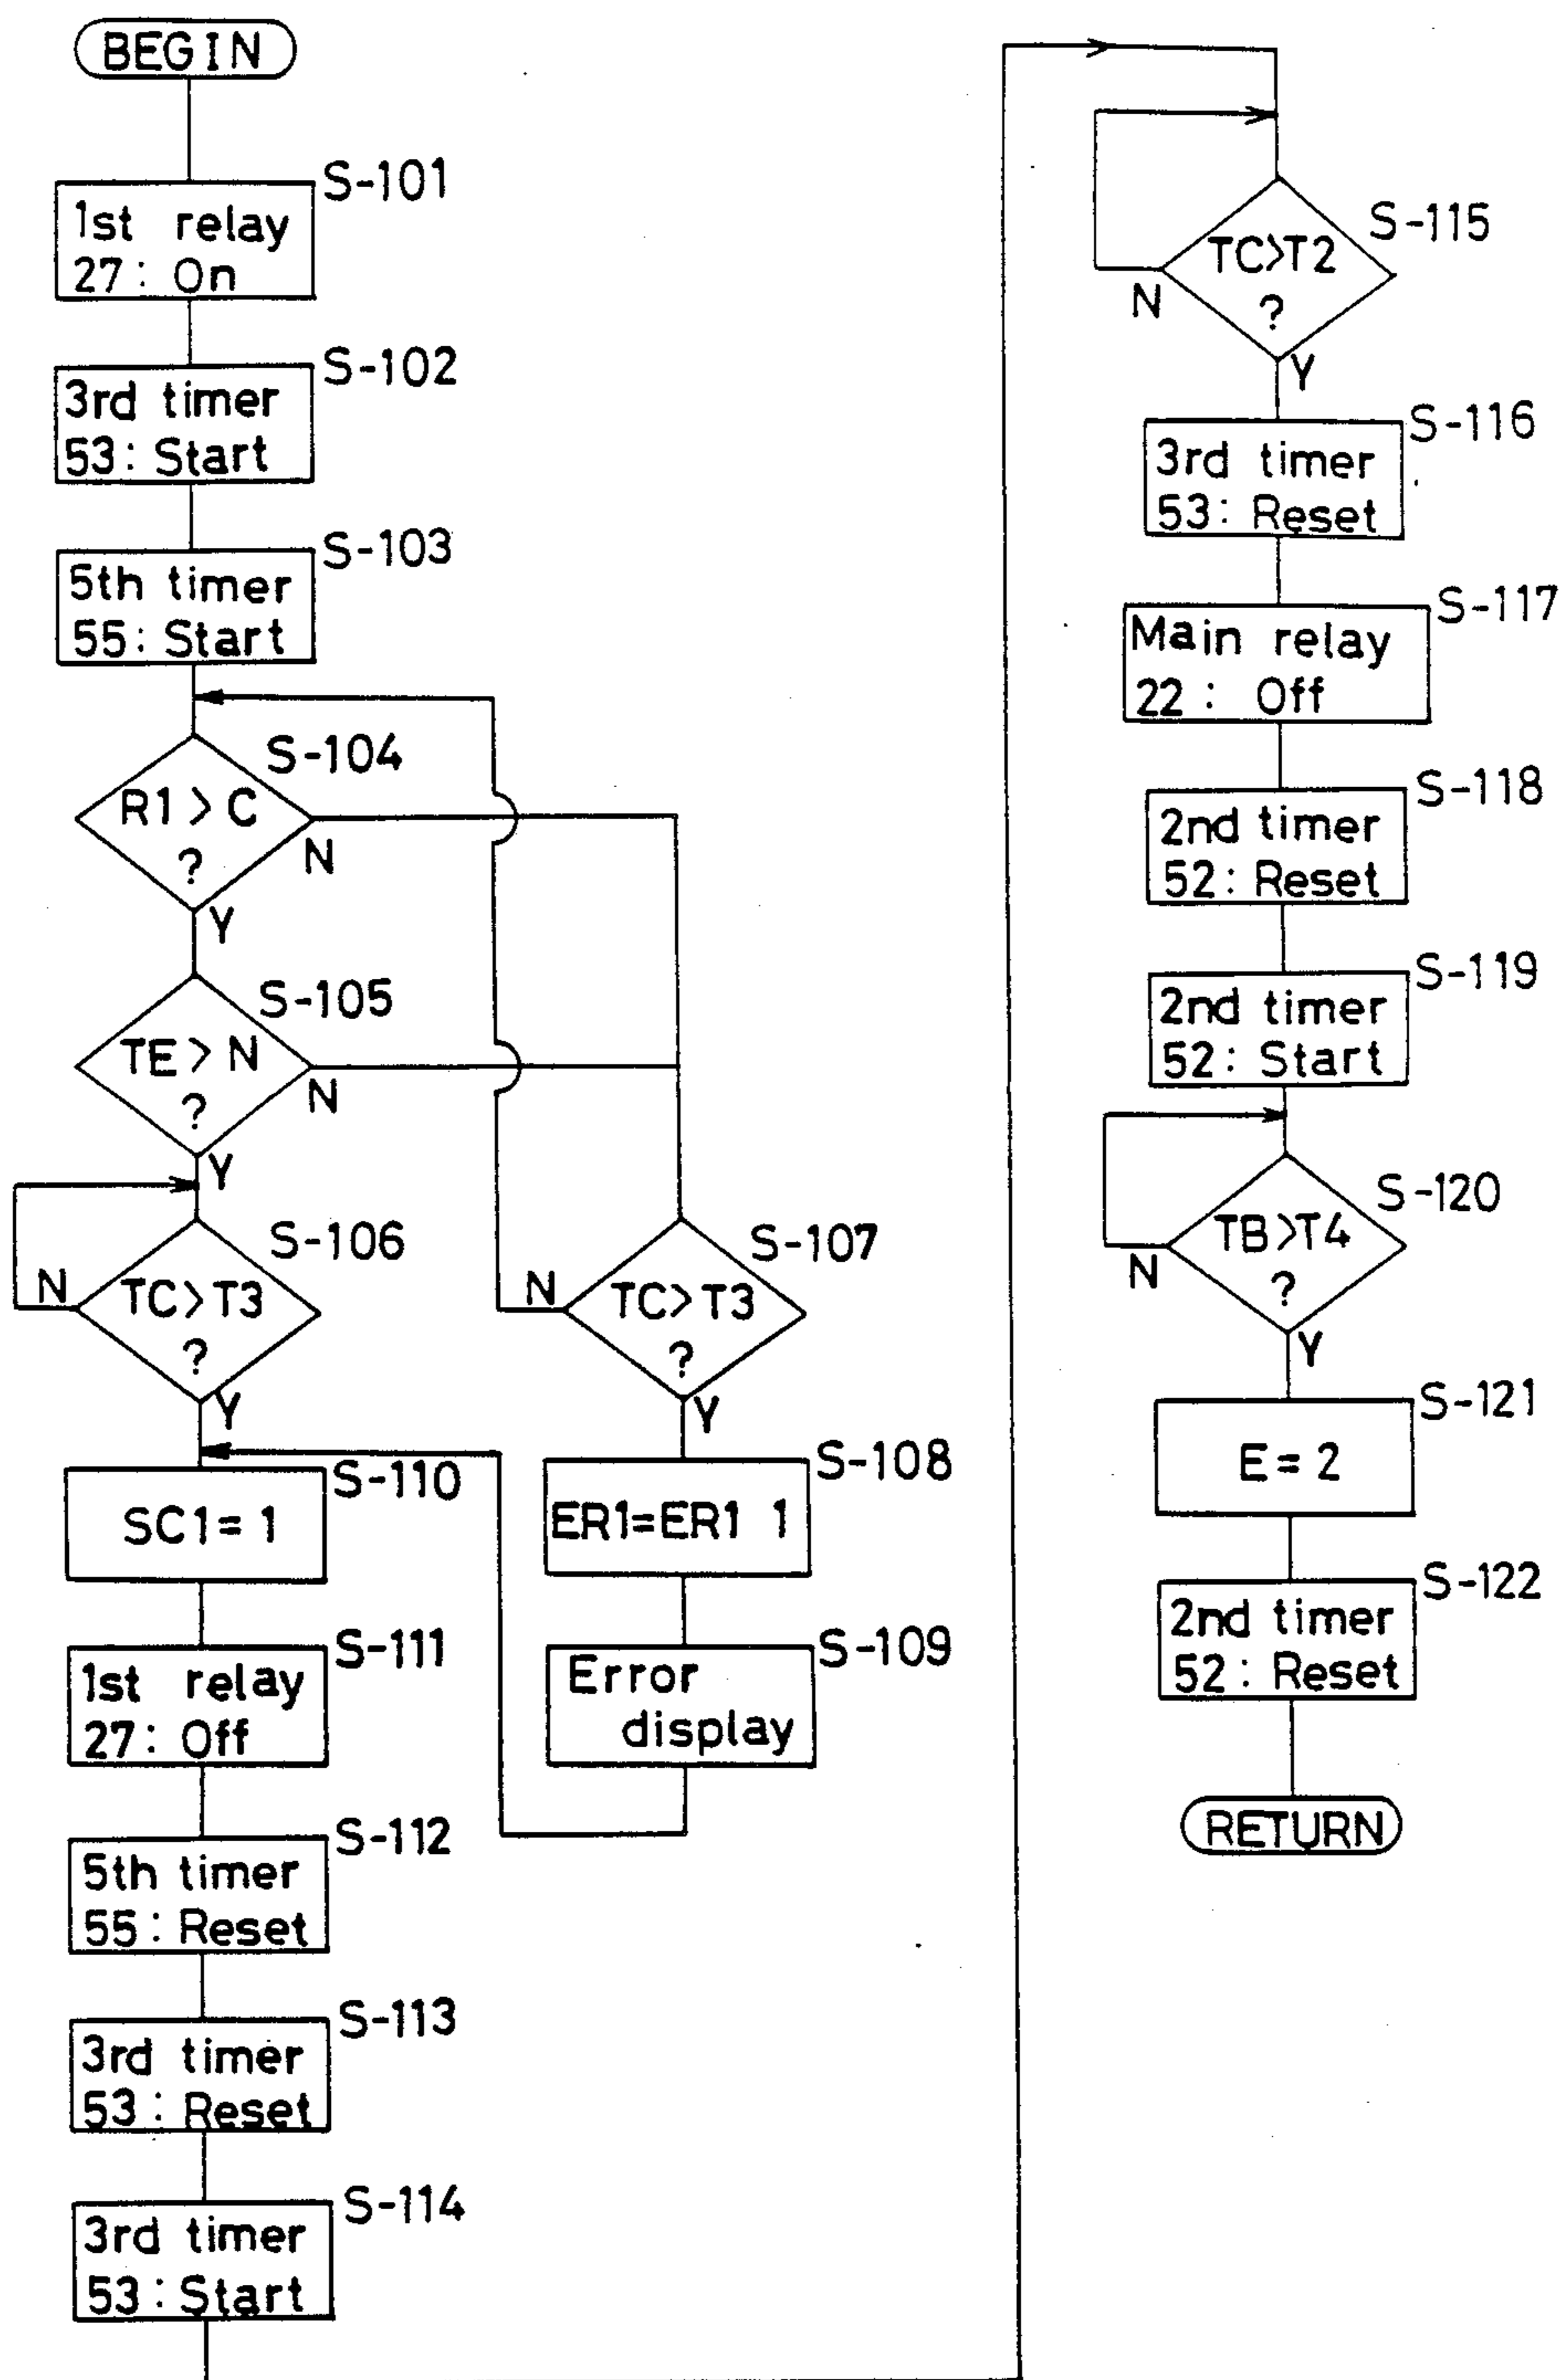 BEGIN
S-101
1st relay
27: On
S-102
3rd timer
53: Start
S-103
5th timer
55: Start
S-104
R1 > C
?
N
Y
S-105
TE > N
?
N
Y
S-106
N
TC > T3
?
Y
S-107
N
TC > T3
?
Y
S-108
ER1=ER1 1
S-109
Error
display
S-110
SC1 = 1
S-111
1st relay
27: Off
S-112
5th timer
55: Reset
S-113
3rd timer
53: Reset
S-114
3rd timer
53: Start
S-115
TC>T2
N
?
Y
S-116
3rd timer
53: Reset
S-117
Main relay
22: Off
S-118
2nd timer
52: Reset
S-119
2nd timer
52: Start
S-120
TB>T4
N
?
Y
S-121
E = 2
S-122
2nd timer
52: Reset
RETURN